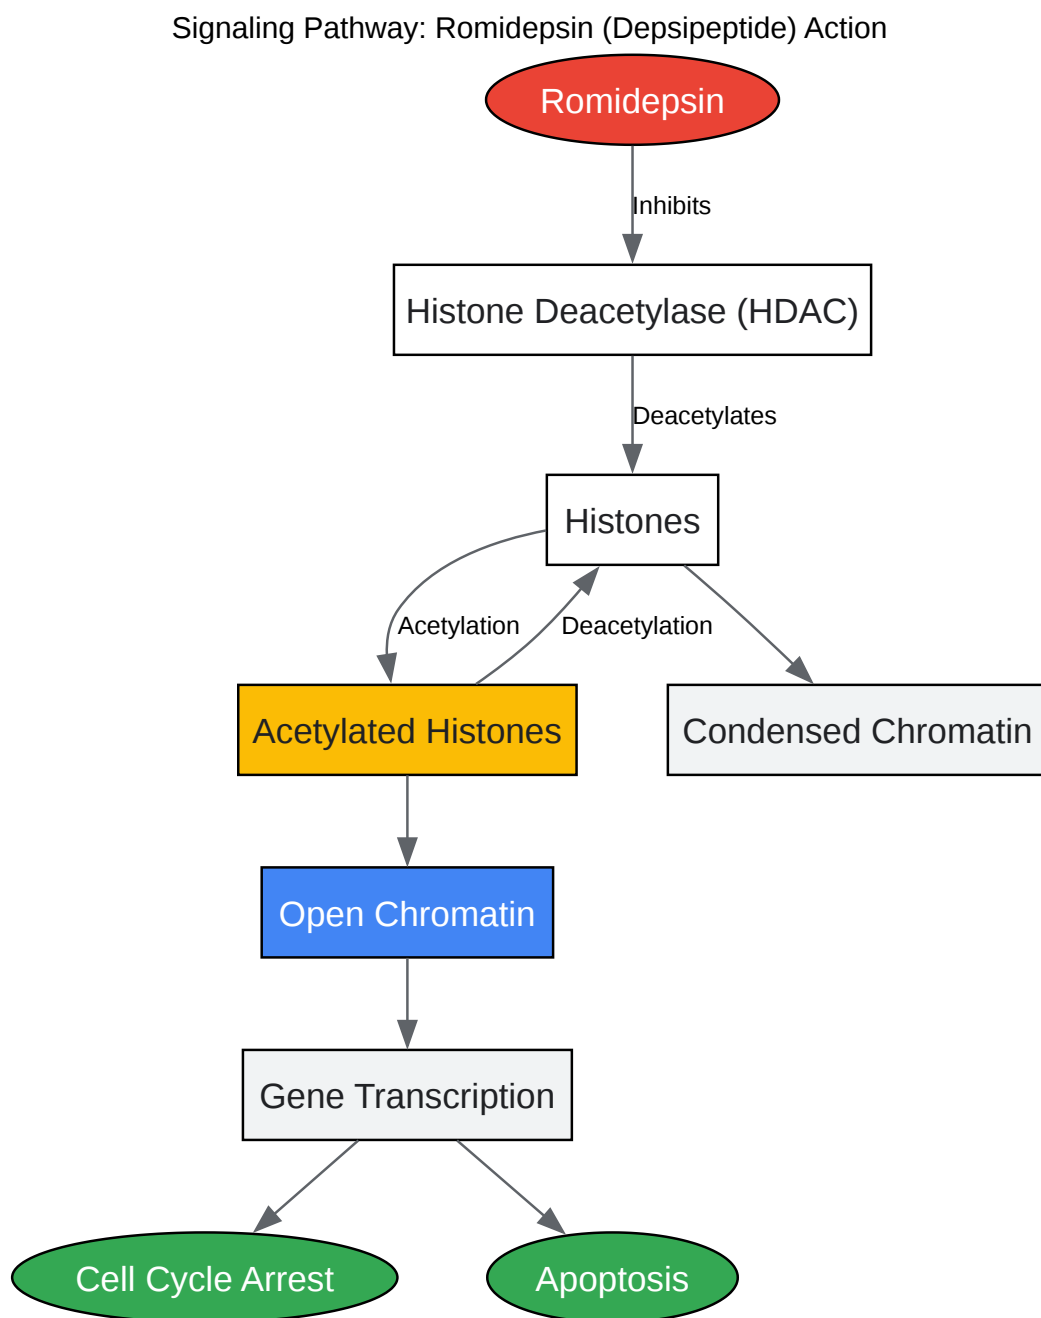 Signaling Pathway: Romidepsin (Depsipeptide) Action
Romidepsin
Inhibits
Histone Deacetylase (HDAC)
Deacetylates
Histones
Acetylation
Deacetylation
Acetylated Histones
Condensed Chromatin
Open Chromatin
Gene Transcription
Cell Cycle Arrest
Apoptosis